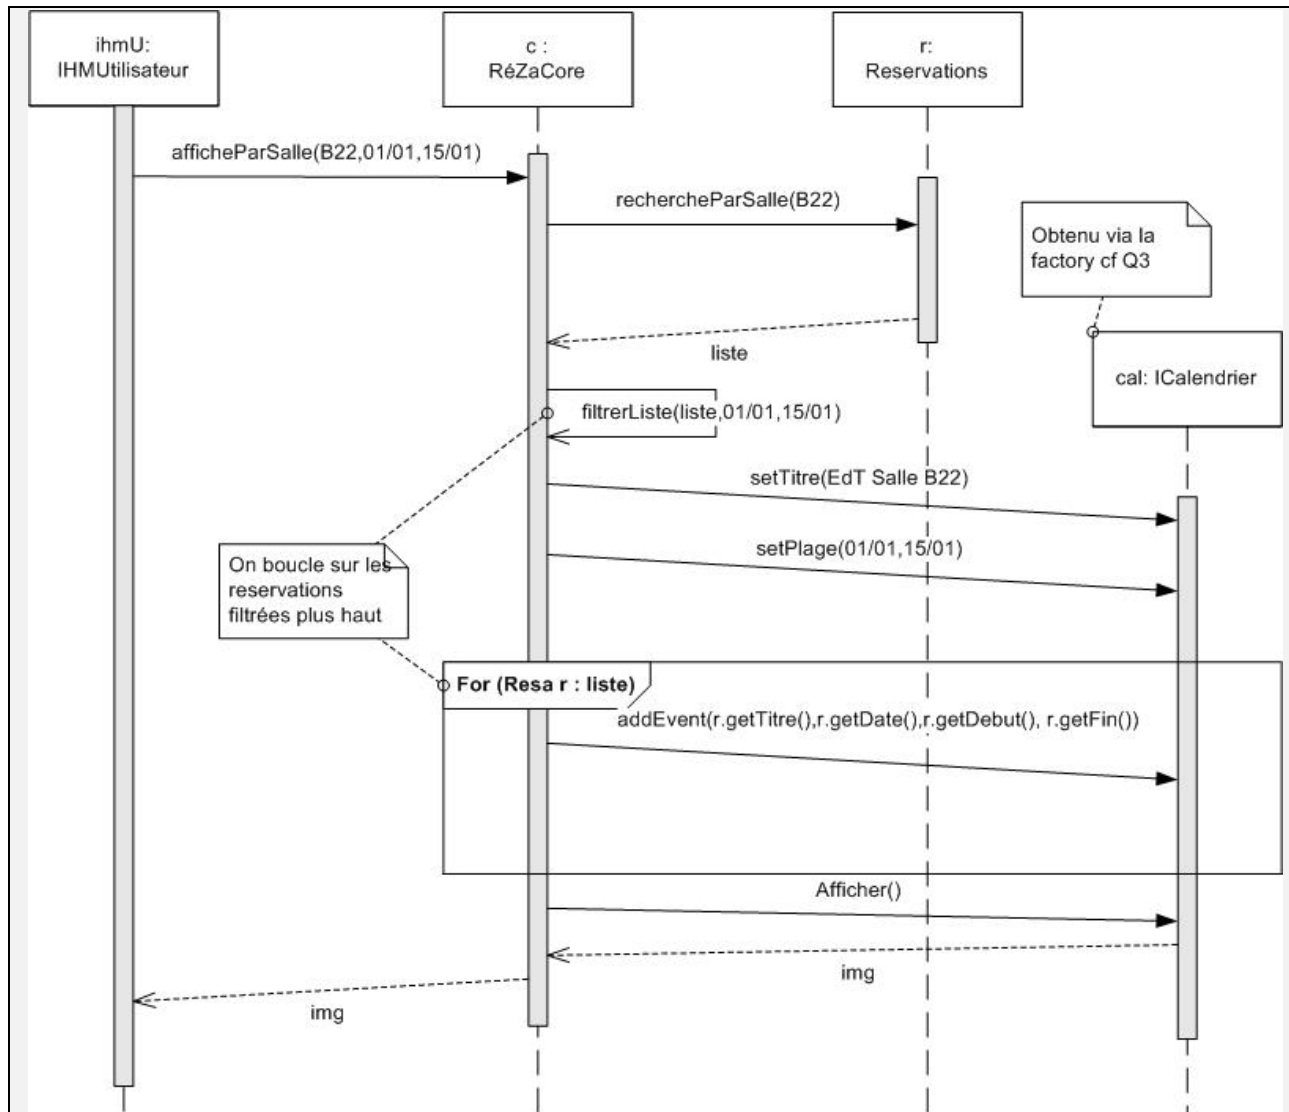 ihmU:
IHMUtilisateur
c :
RéZaCore
r:
Reservations
afficheParSalle(B22,01/01,15/01)
rechercheParSalle(B22)
Obtenu via la
factory cf Q3
liste
cal: ICalendrier
filtrerListe(liste,01/01,15/01)
setTitre(EdT Salle B22)
setPlage(01/01,15/01)
On boucle sur les
reservations
filtrées plus haut
For (Resa r : liste)
addEvent(r.getTitre(),r.getDate(),r.getDebut(), r.getFin())
Afficher()
img
img